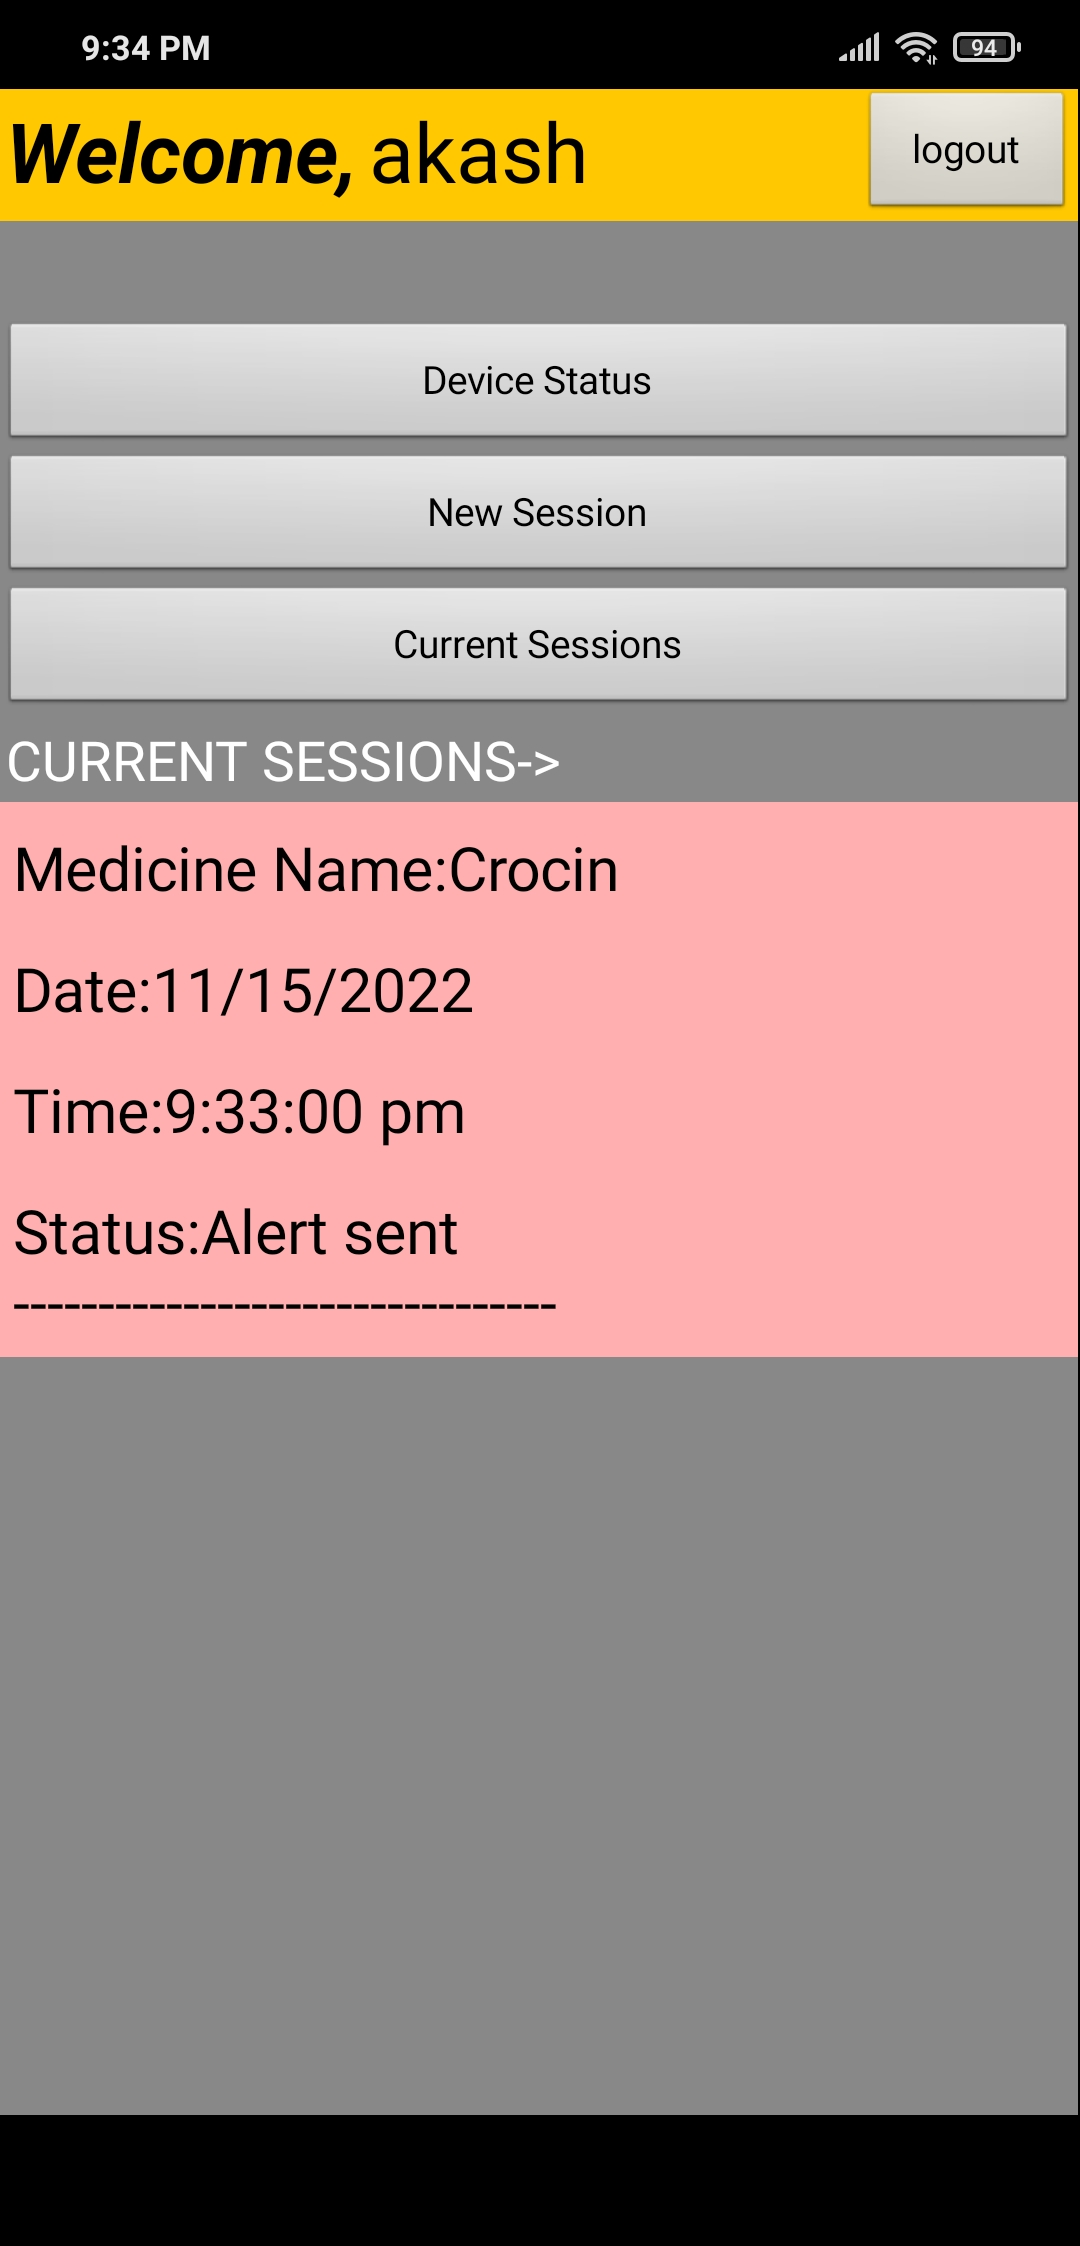 9:34 PM 94
Welcome, akash logout
Device Status
New Session
Current Sessions
CURRENT SESSIONS->
Medicine Name:Crocin
Date:11/15/2022
Time:9:33:00 pm
Status:Alert sent
--------------------------------